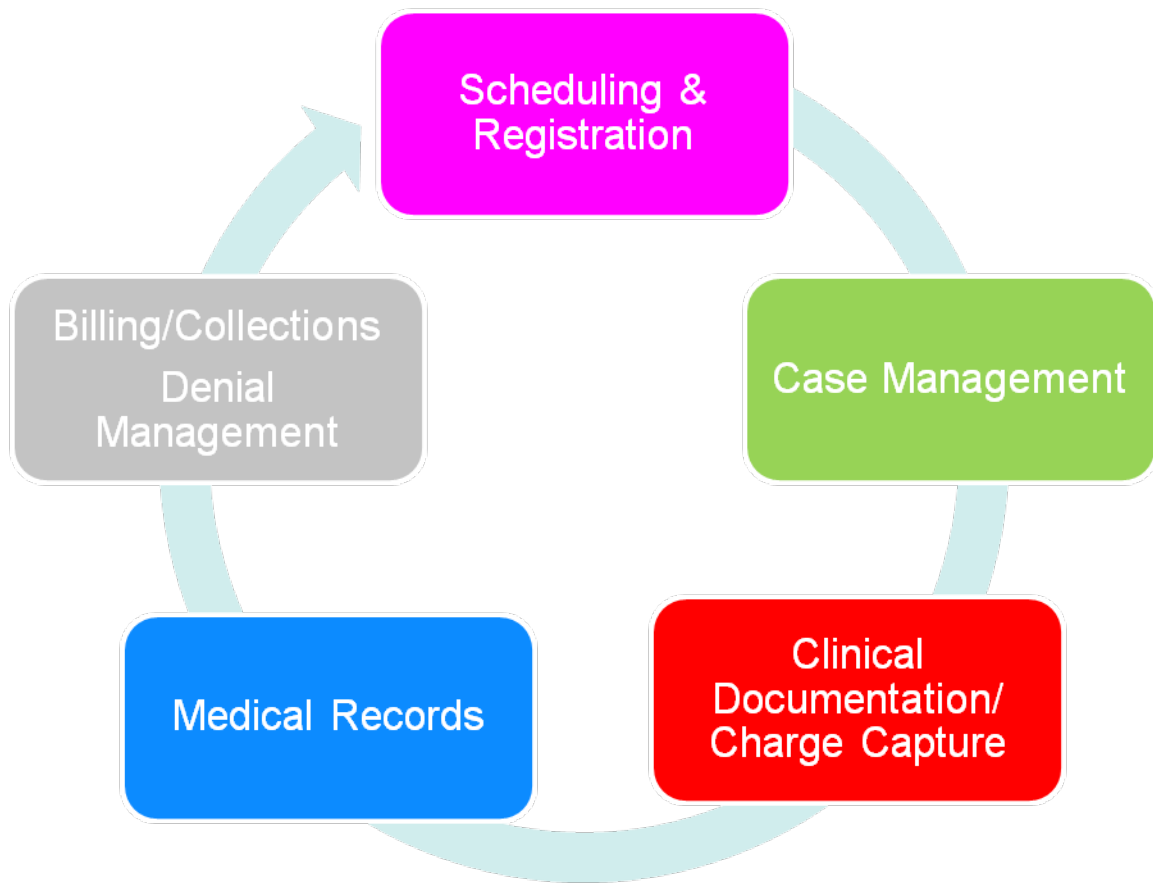 Scheduling &
Registration
Case Management
Clinical
Documentation/
Charge Capture
Medical Records
Billing/Collections
Denial
Management